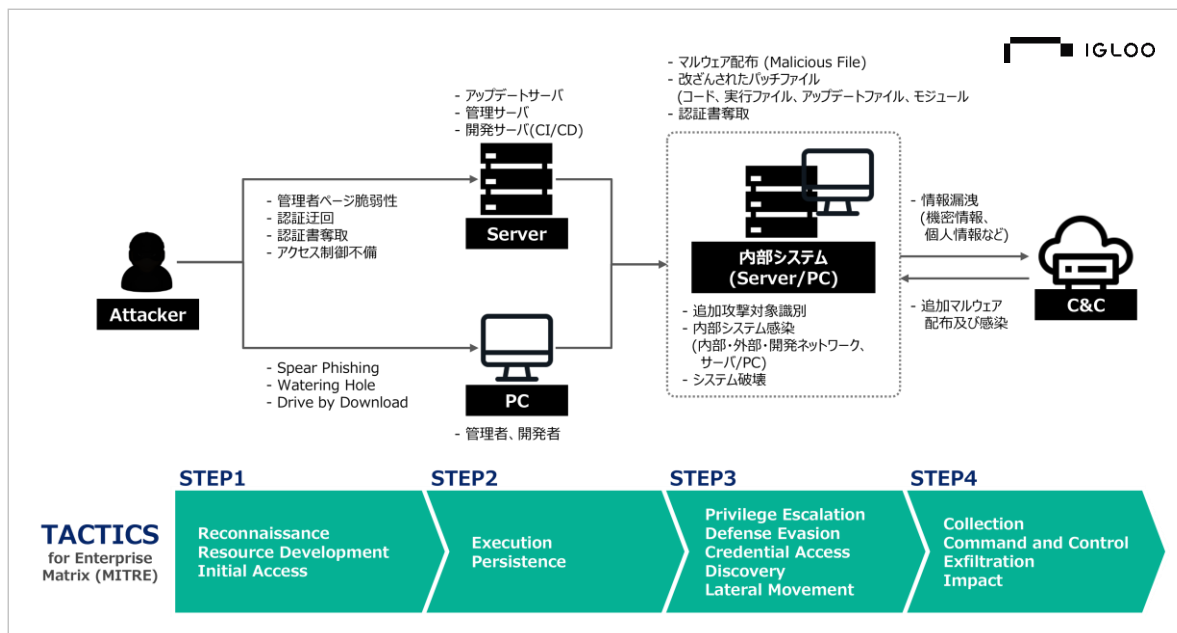 IGLOO
- マルウェア配布 (Malicious File)
- 改ざんされたパッチファイル
(コード、実行ファイル、アップデートファイル、モジュール
- 認証書奪取
- アップデートサーバ
- 管理サーバ
- 開発サーバ(CI/CD)
- 管理者ページ脆弱性
- 認証迂回
- 認証書奪取
- アクセス制御不備
Server
Attacker
内部システム
(Server/PC)
- 情報漏洩
(機密情報、
個人情報など)
C&C
- 追加マルウェア
配布及び感染
- 追加攻撃対象識別
- 内部システム感染
(内部・外部・開発ネットワーク、
サーバ/PC)
- システム破壊
- Spear Phishing
- Watering Hole
- Drive by Download
PC
- 管理者、開発者
TACTICS
for Enterprise
Matrix (MITRE)
STEP1
Reconnaissance
Resource Development
Initial Access
STEP2
Execution
Persistence
STEP3
Privilege Escalation
Defense Evasion
Credential Access
Discovery
Lateral Movement
STEP4
Collection
Command and Control
Exfiltration
Impact